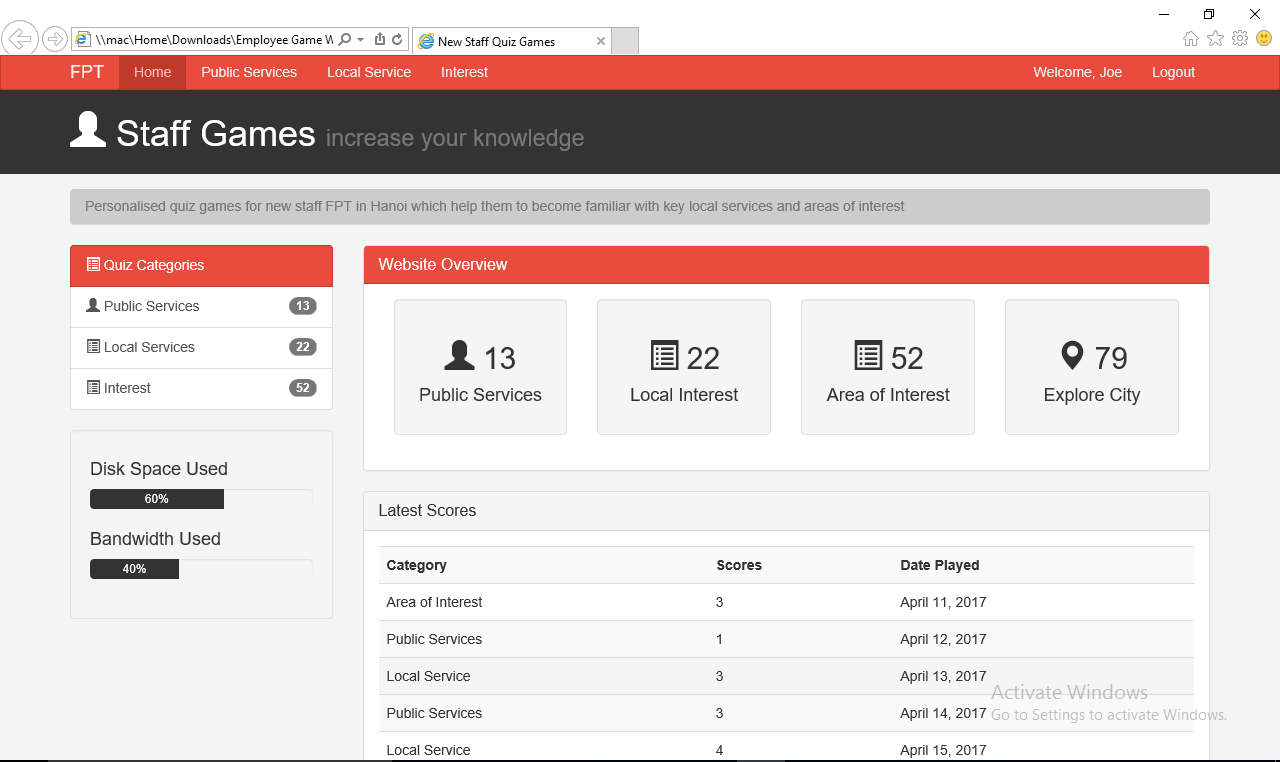 \\mac\Home\Downloads\Employee Game W
New Staff Quiz Games
FPT Home Public Services Local Service Interest Welcome, Joe Logout
Staff Games increase your knowledge
Personalised quiz games for new staff FPT in Hanoi which help them to become familiar with key local services and areas of interest
Quiz Categories
Public Services 13
Local Services 22
Interest 52
Disk Space Used
60%
Bandwidth Used
40%
Website Overview
13 Public Services
22 Local Interest
52 Area of Interest
79 Explore City
Latest Scores
Category Scores Date Played
Area of Interest 3 April 11, 2017
Public Services 1 April 12, 2017
Local Service 3 April 13, 2017
Public Services 3 April 14, 2017
Local Service 4 April 15, 2017
Activate Windows
Go to Settings to activate Windows.